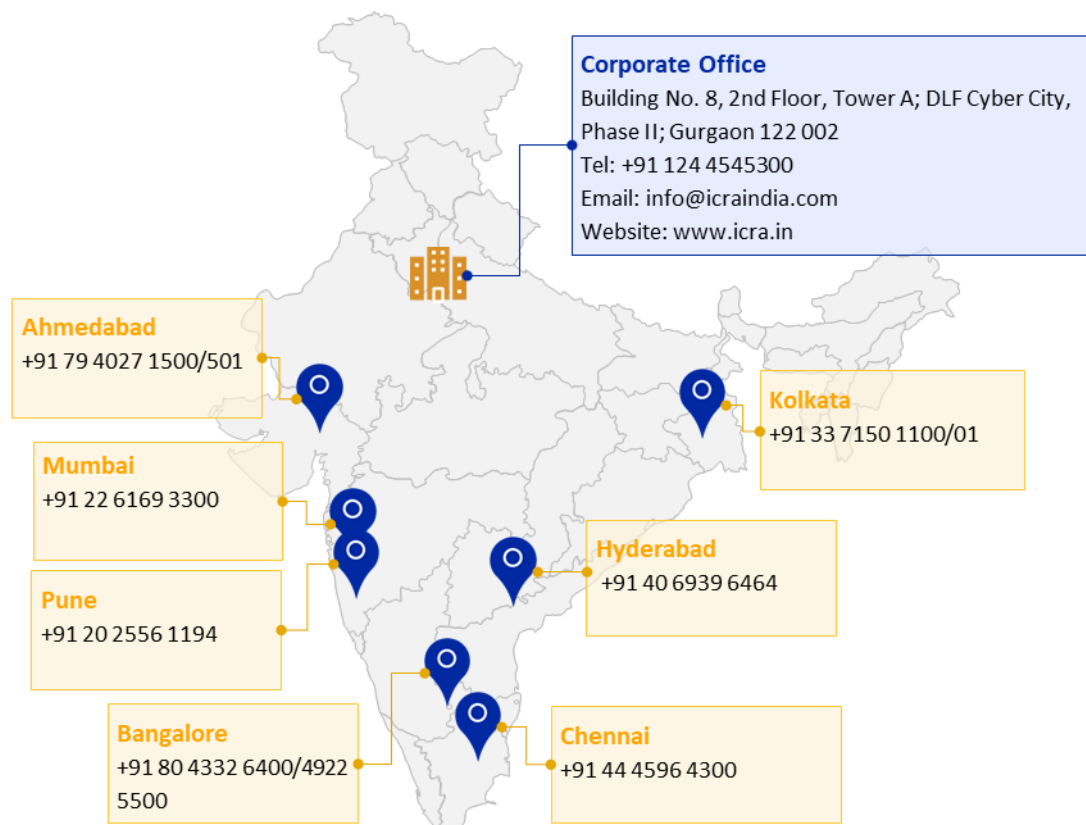 Corporate Office
Building No. 8, 2nd Floor, Tower A; DLF Cyber City,
Phase II; Gurgaon 122 002
Tel: +91 124 4545300
Email: info@icraindia.com
Website: www.icra.in
Ahmedabad
+91 79 4027 1500/501
Kolkata
+91 33 7150 1100/01
Mumbai
+91 22 6169 3300
Hyderabad
+91 40 6939 6464
Pune
+91 20 2556 1194
Bangalore
+91 80 4332 6400/4922
5500
Chennai
+91 44 4596 4300